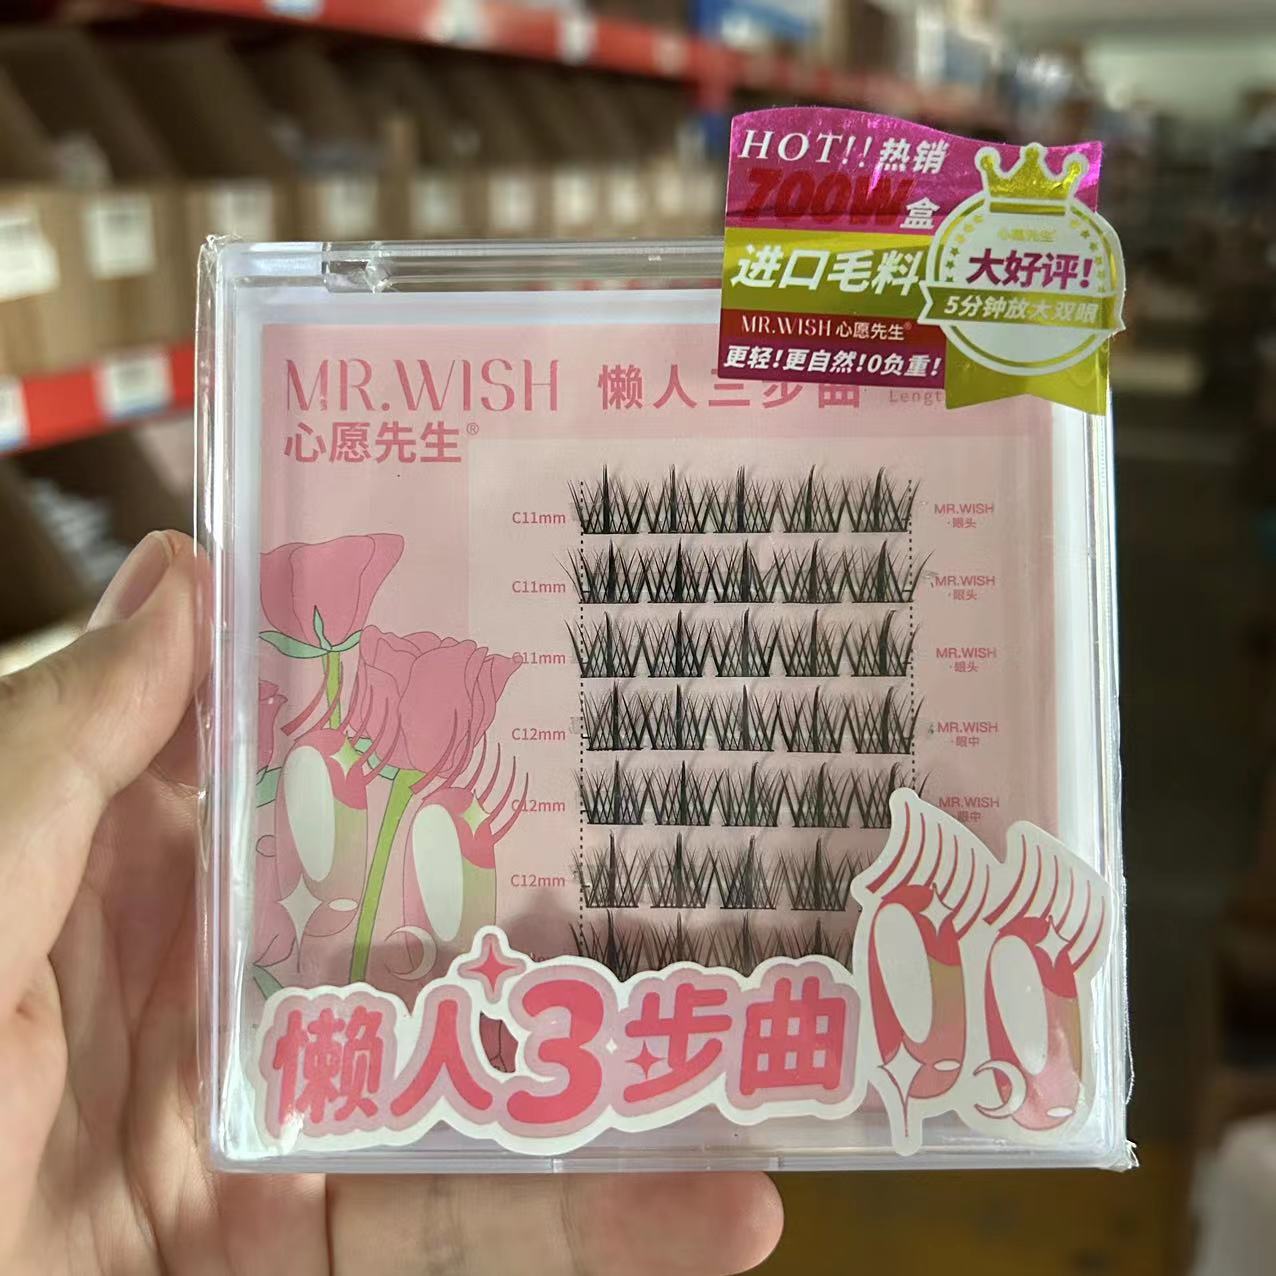 HOT!! 热销
700W盒
进口毛料
MR.WISH 心愿先生®
更轻!更自然!0负重!
心愿先生
大好评!
5分钟放大双眼
MR.WISH 懒人三步曲
心愿先生®
C11mm MR.WISH
·眼头
C11mm MR.WISH
·眼头
C11mm MR.WISH
·眼头
C12mm MR.WISH
·眼中
C12mm MR.WISH
·眼中
C12mm
懒人3步曲